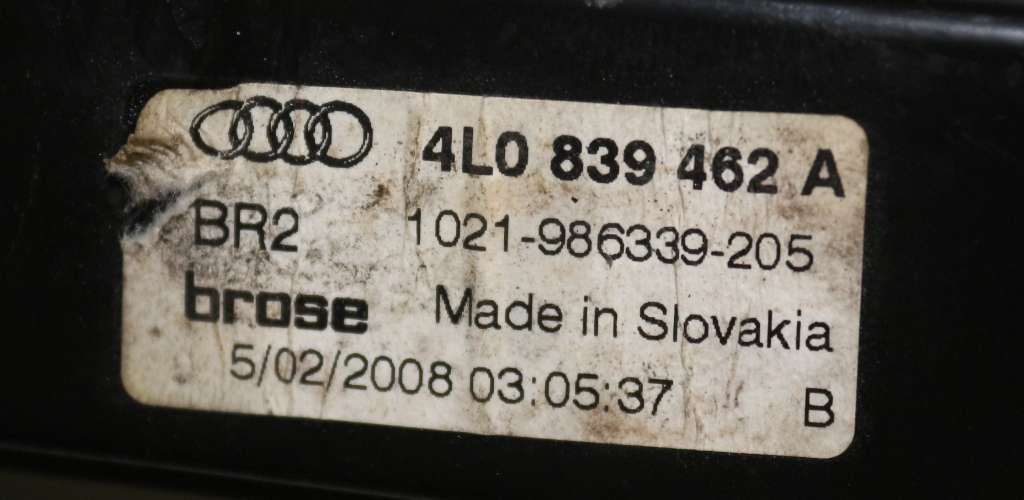 4L0 839 462 A
BR2 1021-986339-205
brose Made in Slovakia
5/02/2008 03:05:37 B